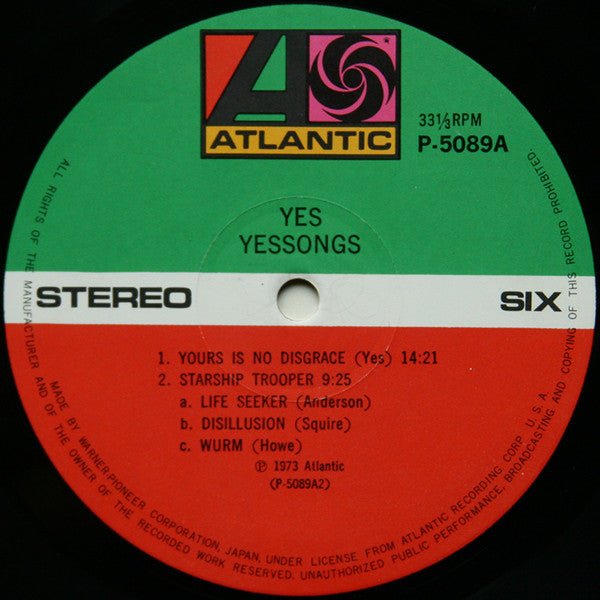 ATLANTIC
33⅓RPM
P-5089A
YES
YESSONGS
STEREO
SIX
1. YOURS IS NO DISGRACE (Yes) 14:21
2. STARSHIP TROOPER 9:25
a. LIFE SEEKER (Anderson)
b. DISILLUSION (Squire)
c. WURM (Howe)
Ⓟ 1973 Atlantic
(P-5089A2)
ALL RIGHTS OF THE MANUFACTURER AND OF THE OWNER OF THE RECORDED WORK RESERVED. UNAUTHORIZED PUBLIC PERFORMANCE, BROADCASTING AND COPYING OF THIS RECORD PROHIBITED.
MADE BY WARNER-PIONEER CORPORATION, JAPAN, UNDER LICENSE FROM ATLANTIC RECORDING CORP. U.S.A.